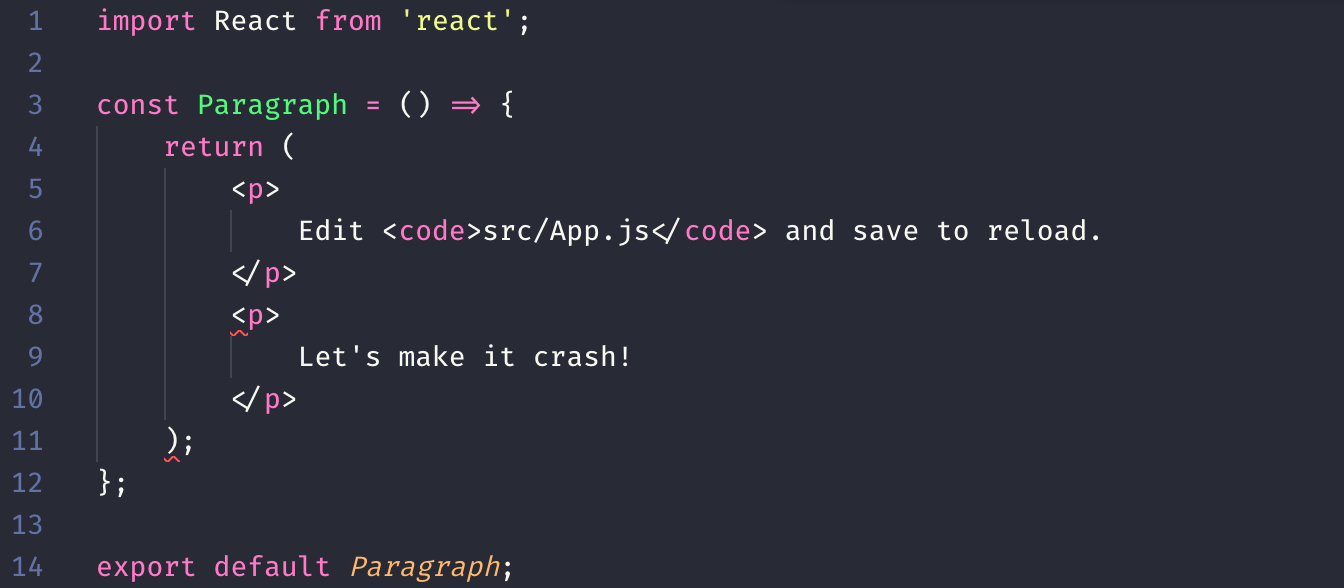 1 import React from 'react';
2
3 const Paragraph = () => {
4 return (
5 <p>
6 Edit <code>src/App.js</code> and save to reload.
7 </p>
8 <p>
9 Let's make it crash!
10 </p>
11 );
12 };
13
14 export default Paragraph;